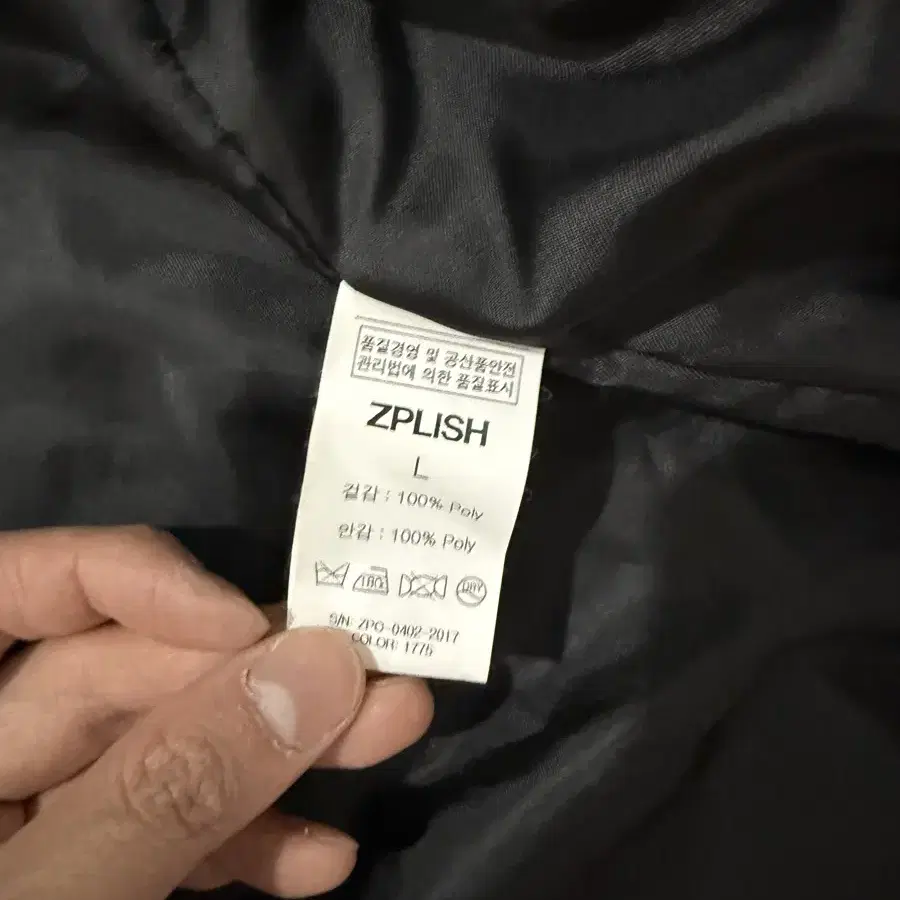 품질경영 및 공산품안전
관리법에 의한 품질표시
ZPLISH
L
겉감 : 100% Poly
안감 : 100% Poly
DRY
S/N: ZPO-0402-2017
COLOR: 1775